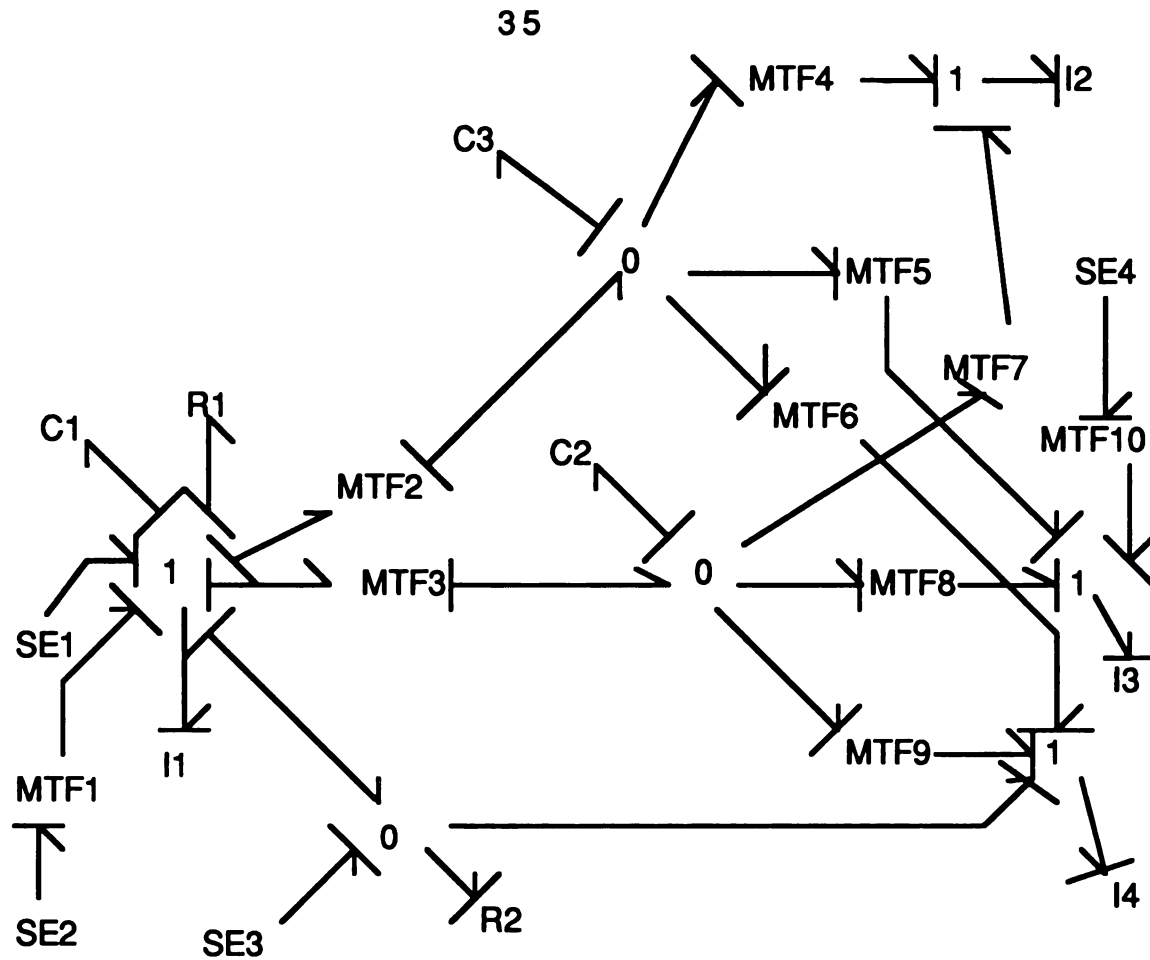 35
MTF4 1 I2
C3
0
MTF5 SE4
MTF7
R1 MTF6
C1 MTF10
C2
MTF2
1 MTF3 0 MTF8 1
SE1
I3
I1 MTF9 1
MTF1
0
I4
R2
SE2 SE3